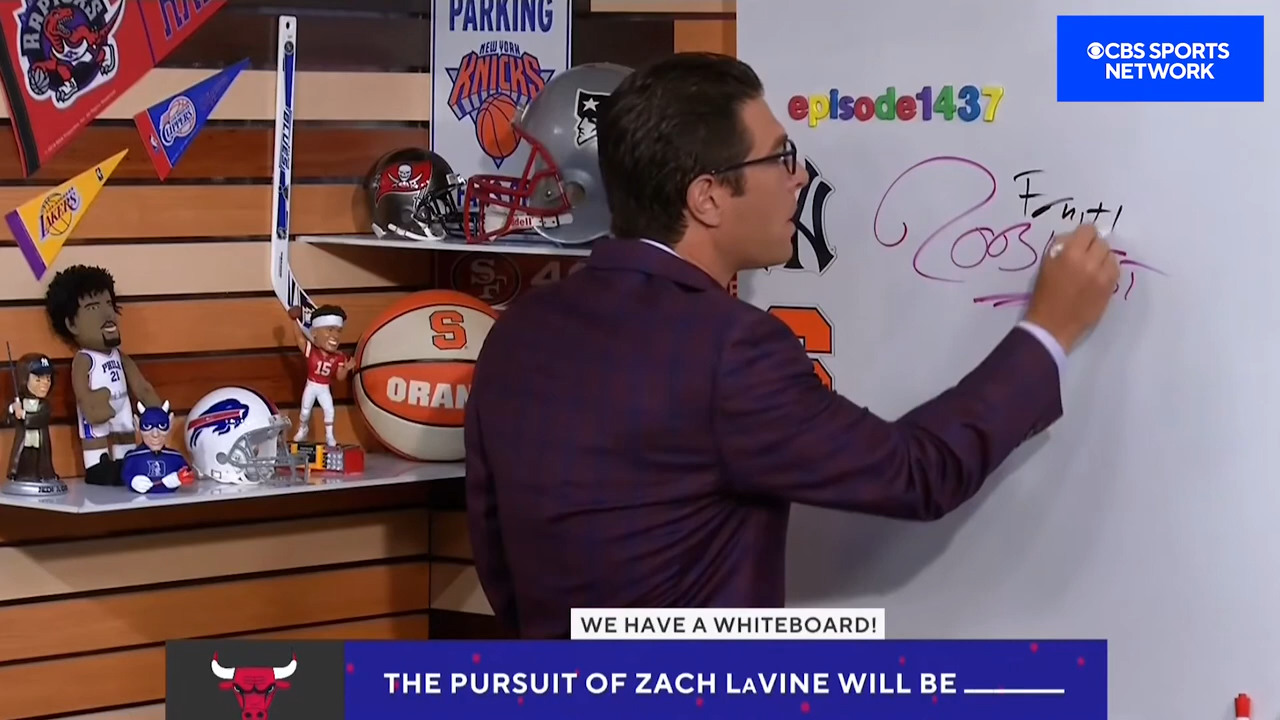 RAPTORS
CLIPPERS
LAKERS
PARKING
NEW YORK
KNICKS
PHILA
21
15
S
ORAN
CBS SPORTS
NETWORK
episode1437
WE HAVE A WHITEBOARD!
THE PURSUIT OF ZACH LAVINE WILL BE